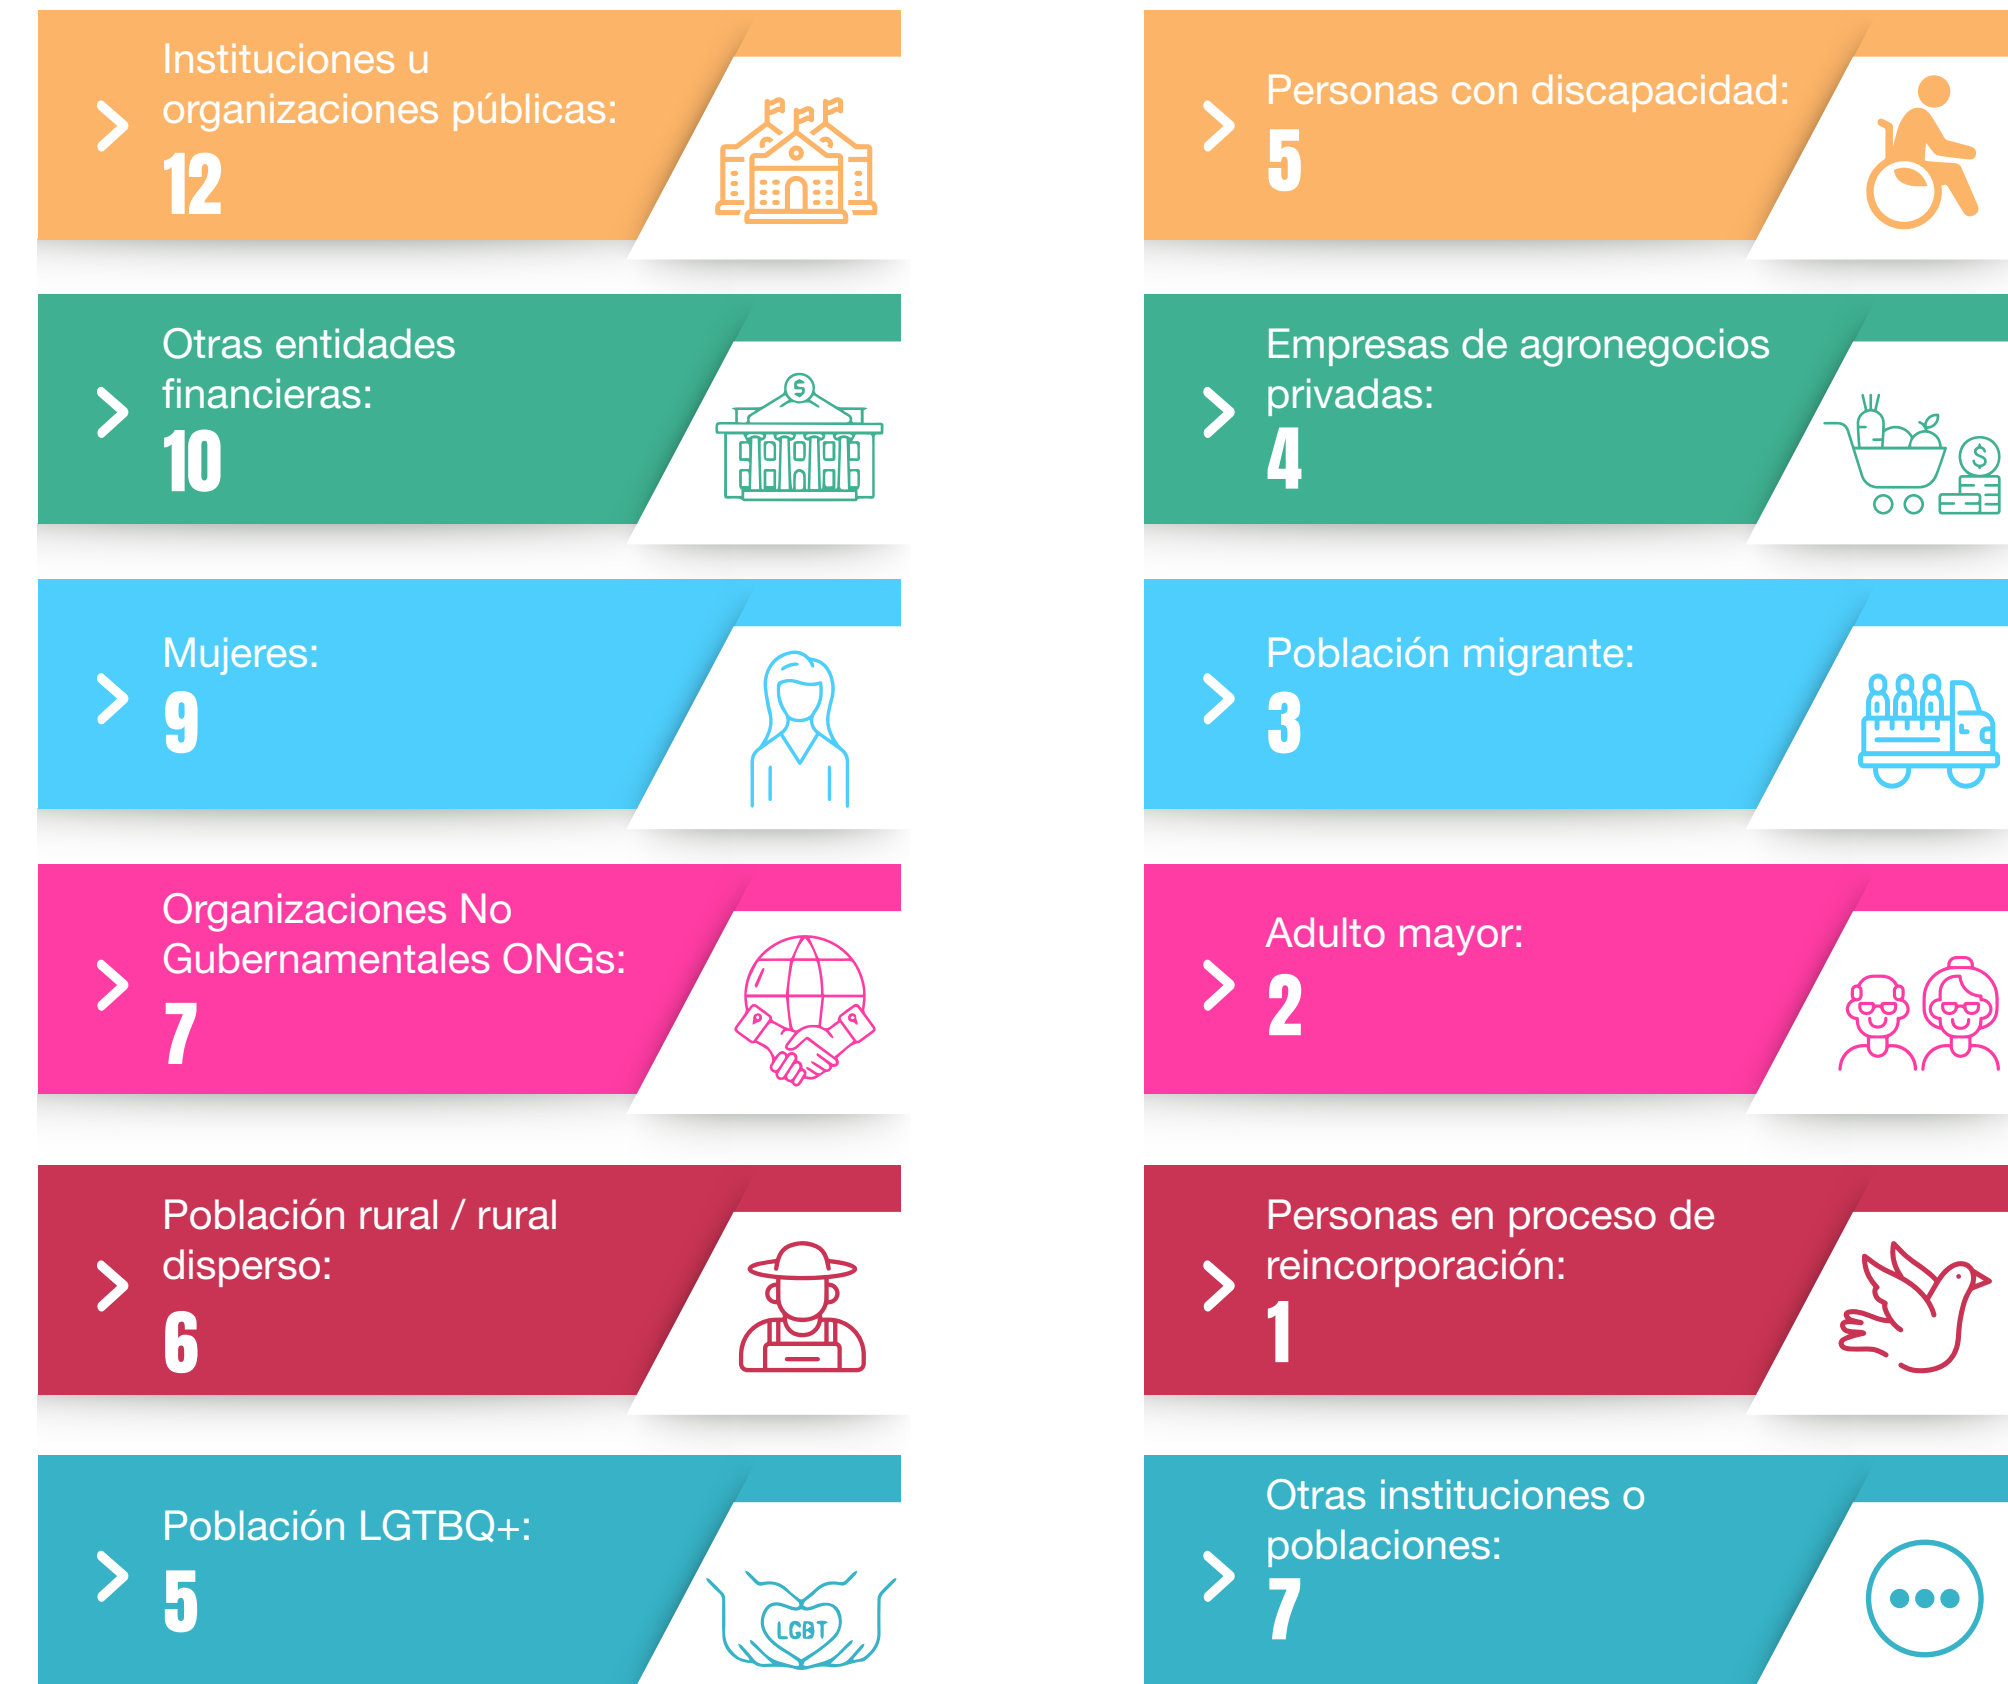 Instituciones u
organizaciones públicas:
12
Otras entidades
financieras:
10
$
Mujeres:
9
Organizaciones No
Gubernamentales ONGs:
7
Población rural / rural
disperso:
6
Población LGTBQ+:
5
LGBT
Personas con discapacidad:
5
Empresas de agronegocios
privadas:
4
$
Población migrante:
3
Adulto mayor:
2
Personas en proceso de
reincorporación:
1
Otras instituciones o
poblaciones:
7